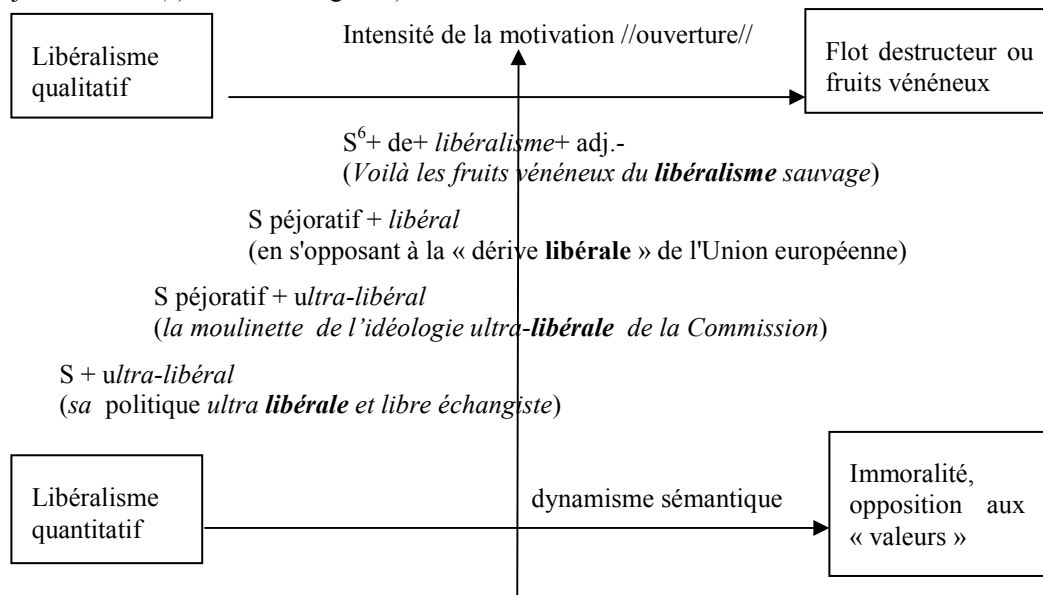 Intensité de la motivation //ouverture//
Libéralisme
qualitatif
Flot destructeur ou
fruits vénéneux
S6+ de+ libéralisme+ adj.-
(Voilà les fruits vénéneux du libéralisme sauvage)
S péjoratif + libéral
(en s'opposant à la « dérive libérale » de l'Union européenne)
S péjoratif + ultra-libéral
(la moulinette de l’idéologie ultra-libérale de la Commission)
S + ultra-libéral
(sa politique ultra libérale et libre échangiste)
Libéralisme
quantitatif
dynamisme sémantique
Immoralité,
opposition aux
« valeurs »